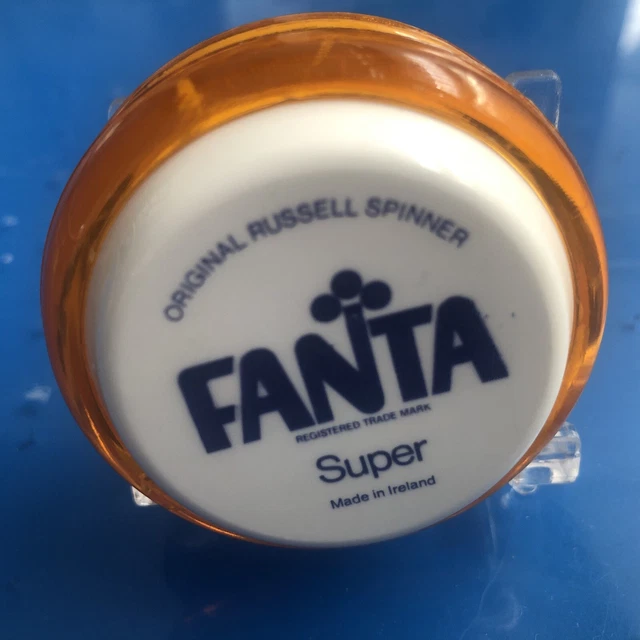 ORIGINAL RUSSELL SPINNER
FANTA
REGISTERED TRADE MARK
Super
Made in Ireland